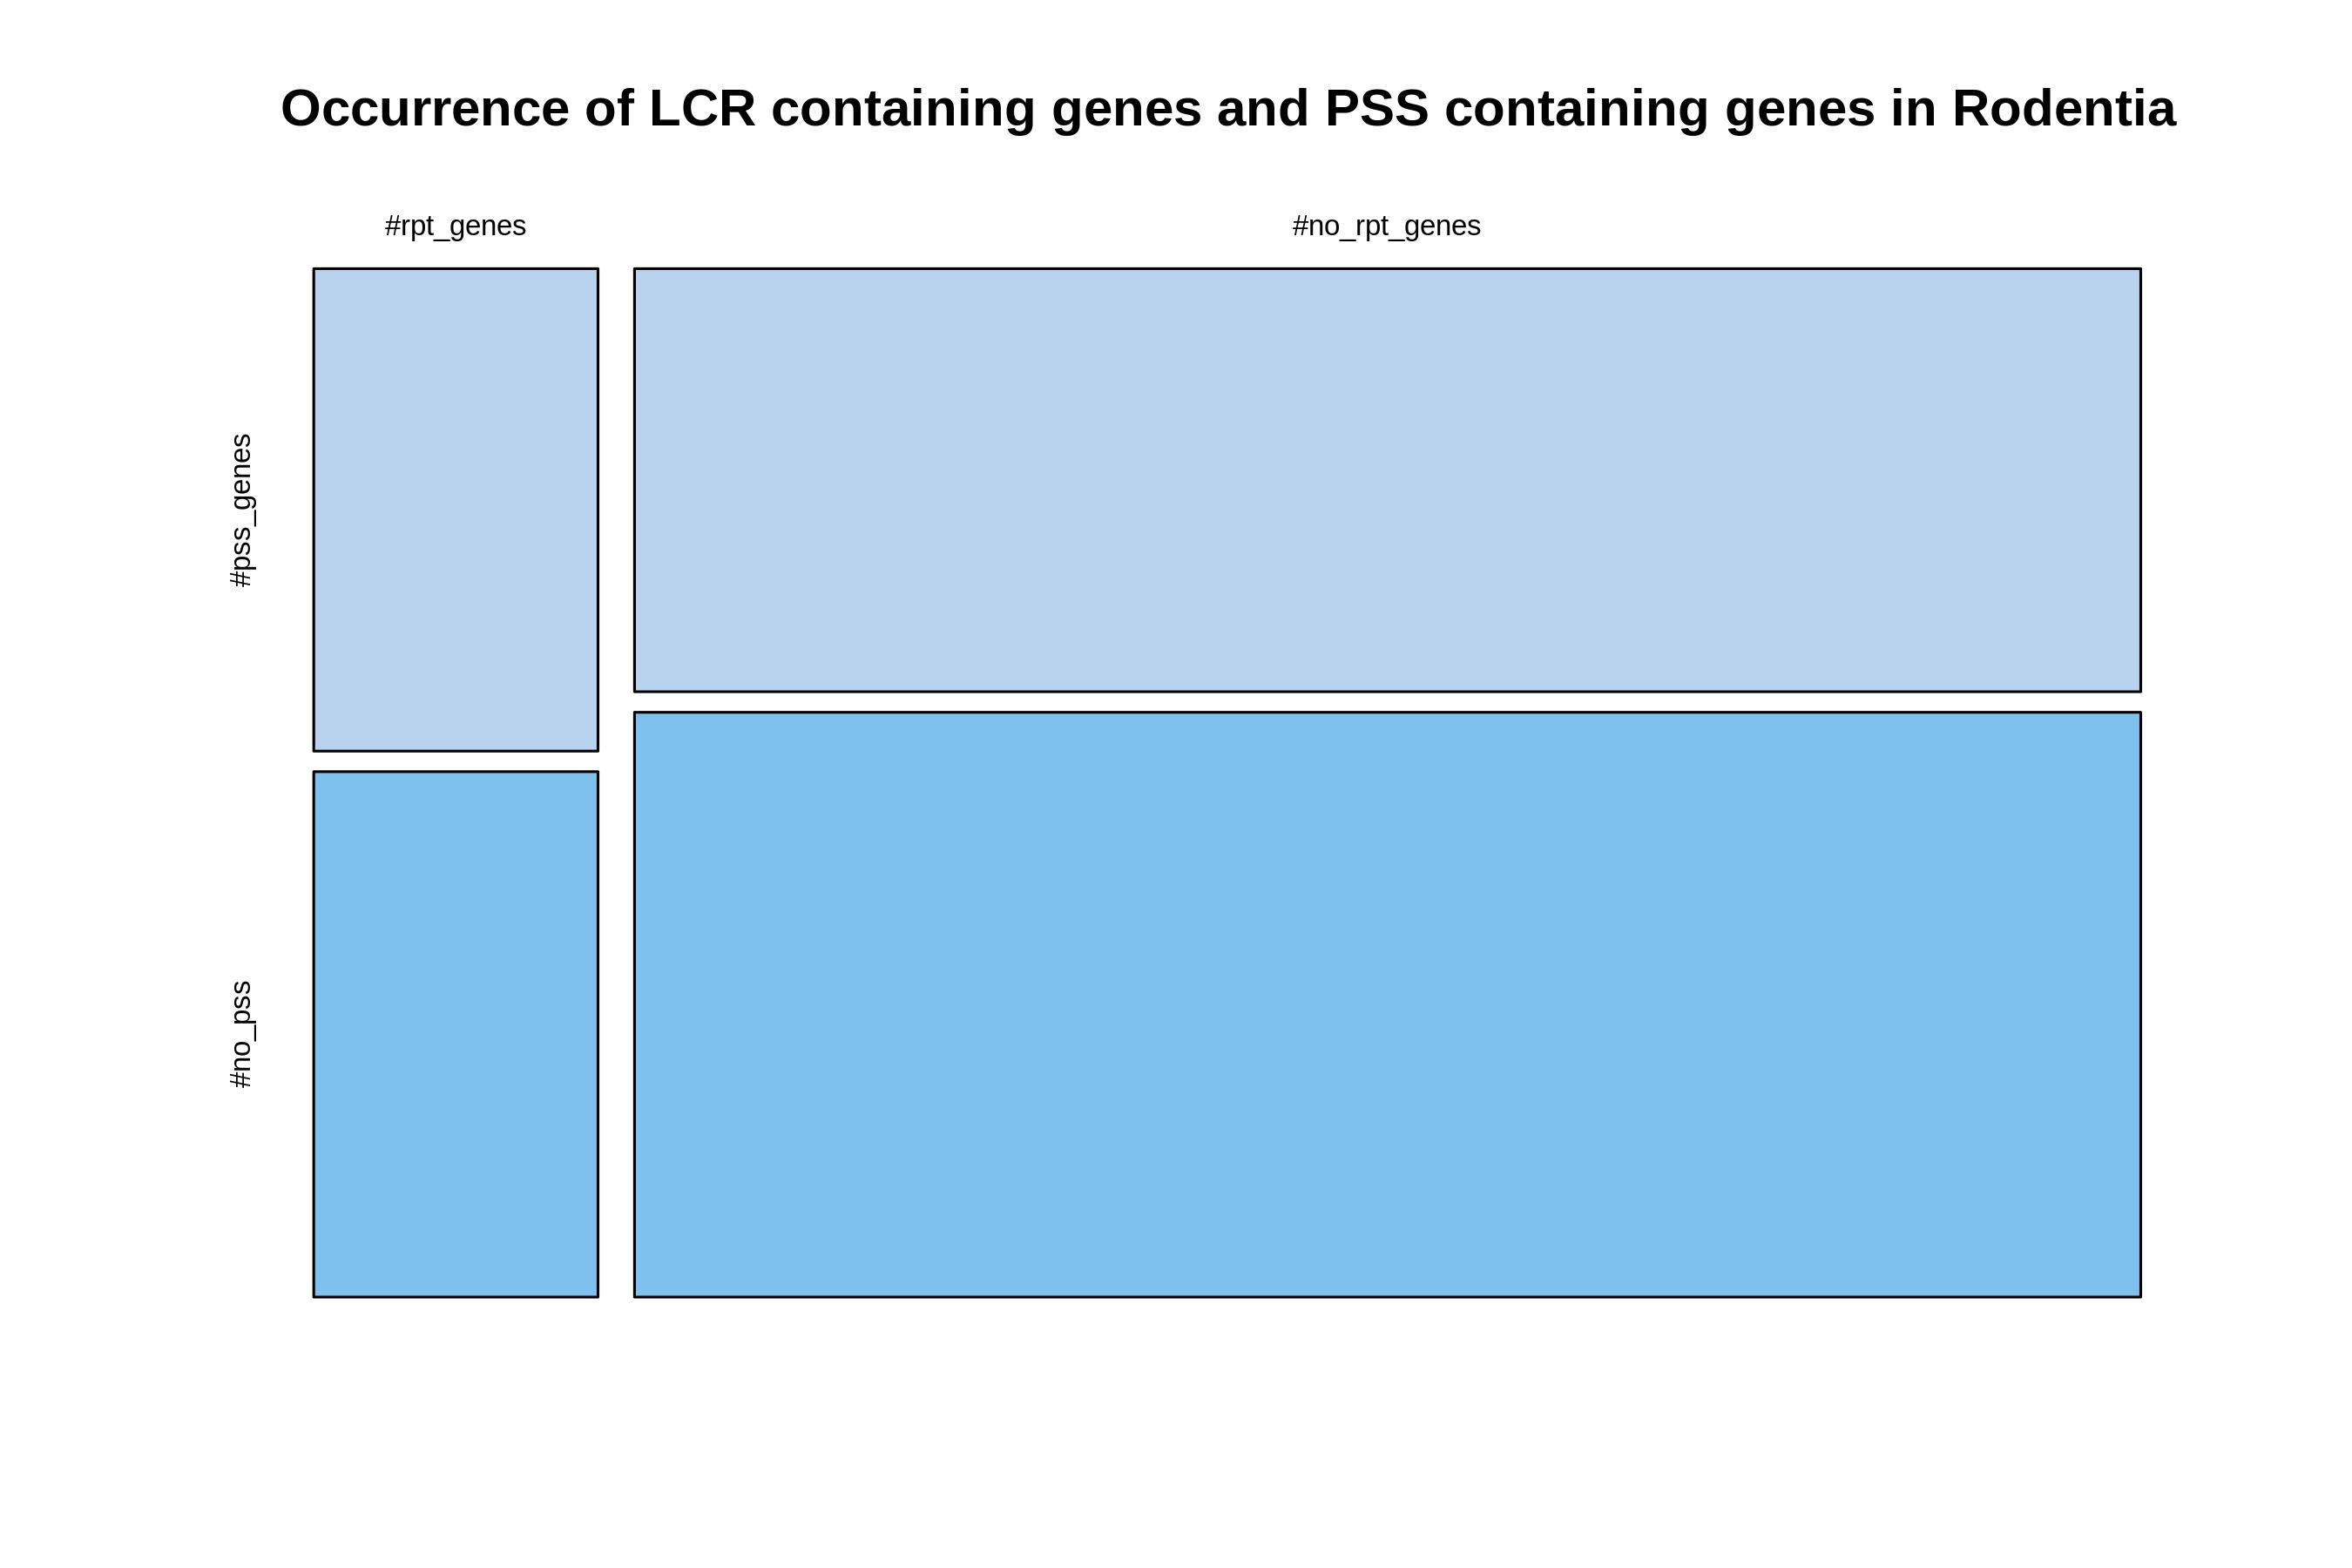 Occurrence of LCR containing genes and PSS containing genes in Rodentia
#rpt_genes
#no_rpt_genes
#pss_genes
#no_pss